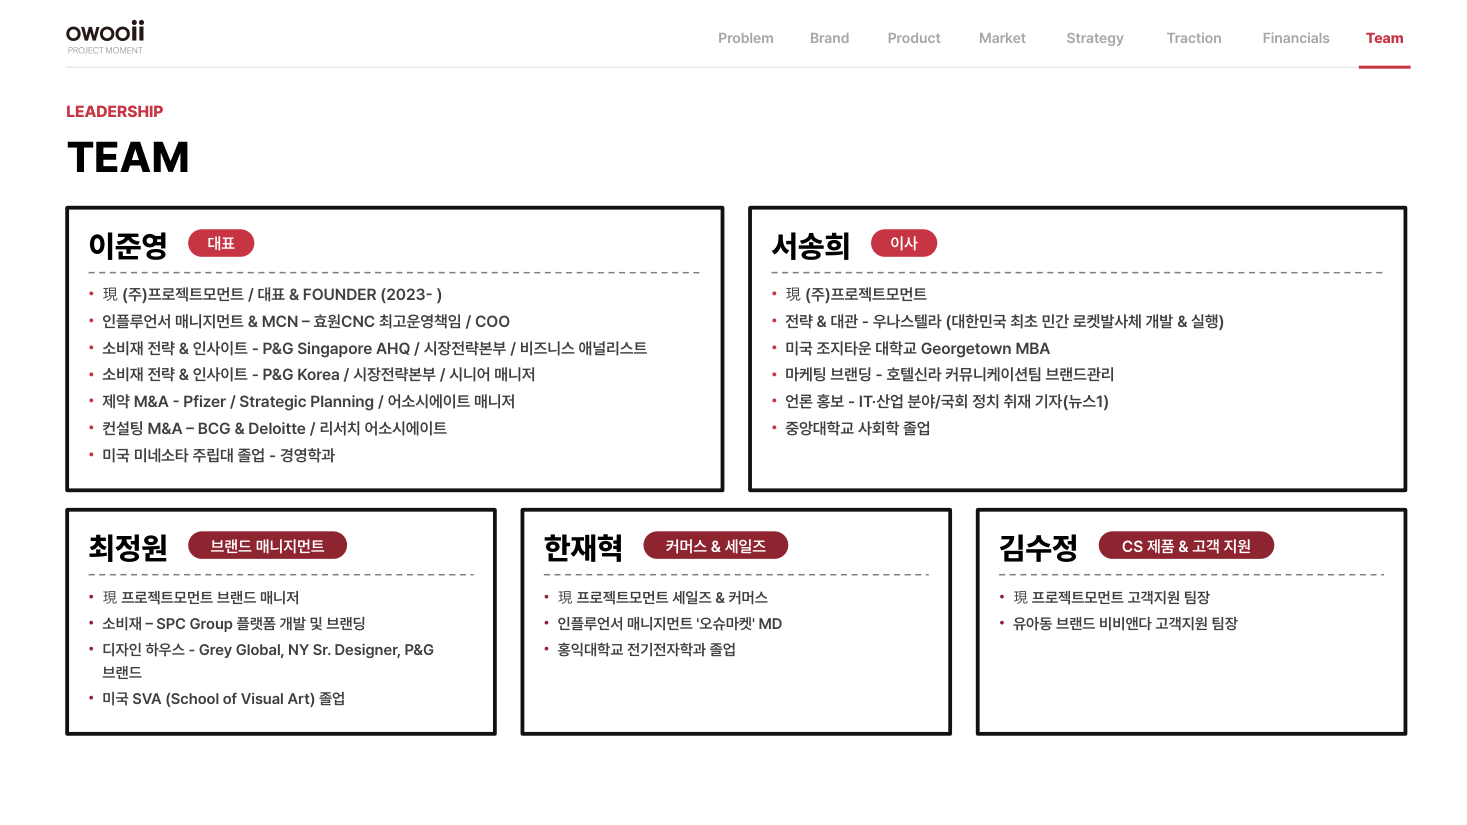 owooii
PROJECT MOMENT
Problem
Brand
Product
Market
Strategy
Traction
Financials
Team
LEADERSHIP
TEAM
이준영
대표
• 現 (주)프로젝트모먼트 / 대표 & FOUNDER (2023- )
• 인플루언서 매니지먼트 & MCN – 효원CNC 최고운영책임 / COO
• 소비재 전략 & 인사이트 - P&G Singapore AHQ / 시장전략본부 / 비즈니스 애널리스트
• 소비재 전략 & 인사이트 - P&G Korea / 시장전략본부 / 시니어 매니저
• 제약 M&A - Pfizer / Strategic Planning / 어소시에이트 매니저
• 컨설팅 M&A – BCG & Deloitte / 리서치 어소시에이트
• 미국 미네소타 주립대 졸업 - 경영학과
서송희
이사
• 現 (주)프로젝트모먼트
• 전략 & 대관 - 우나스텔라 (대한민국 최초 민간 로켓발사체 개발 & 실행)
• 미국 조지타운 대학교 Georgetown MBA
• 마케팅 브랜딩 - 호텔신라 커뮤니케이션팀 브랜드관리
• 언론 홍보 - IT·산업 분야/국회 정치 취재 기자(뉴스1)
• 중앙대학교 사회학 졸업
최정원
브랜드 매니지먼트
• 現 프로젝트모먼트 브랜드 매니저
• 소비재 – SPC Group 플랫폼 개발 및 브랜딩
• 디자인 하우스 - Grey Global, NY Sr. Designer, P&G
브랜드
• 미국 SVA (School of Visual Art) 졸업
한재혁
커머스 & 세일즈
• 現 프로젝트모먼트 세일즈 & 커머스
• 인플루언서 매니지먼트 '오슈마켓' MD
• 홍익대학교 전기전자학과 졸업
김수정
CS 제품 & 고객 지원
• 現 프로젝트모먼트 고객지원 팀장
• 유아동 브랜드 비비앤다 고객지원 팀장